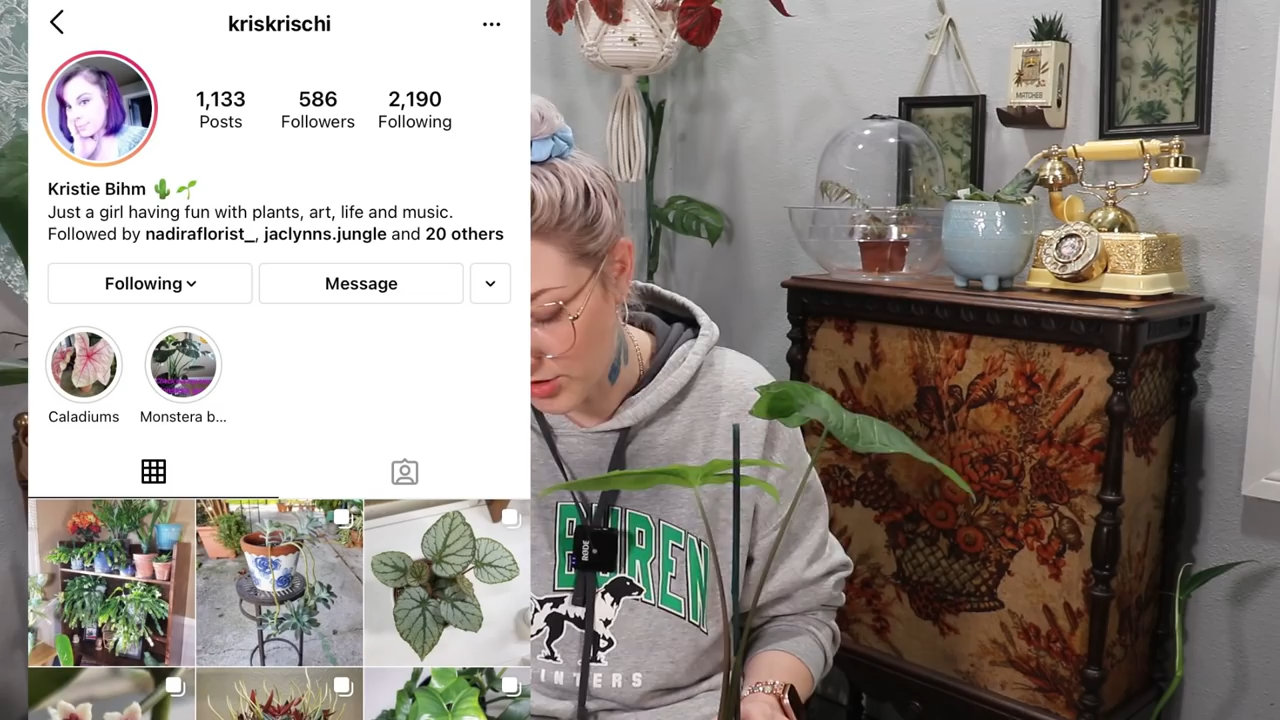 kriskrischi
1,133 586 2,190
Posts Followers Following
Kristie Bihm
Just a girl having fun with plants, art, life and music.
Followed by nadiraflorist_, jaclynns.jungle and 20 others
Following Message
Caladiums Monstera b...
MATCHES
RODE